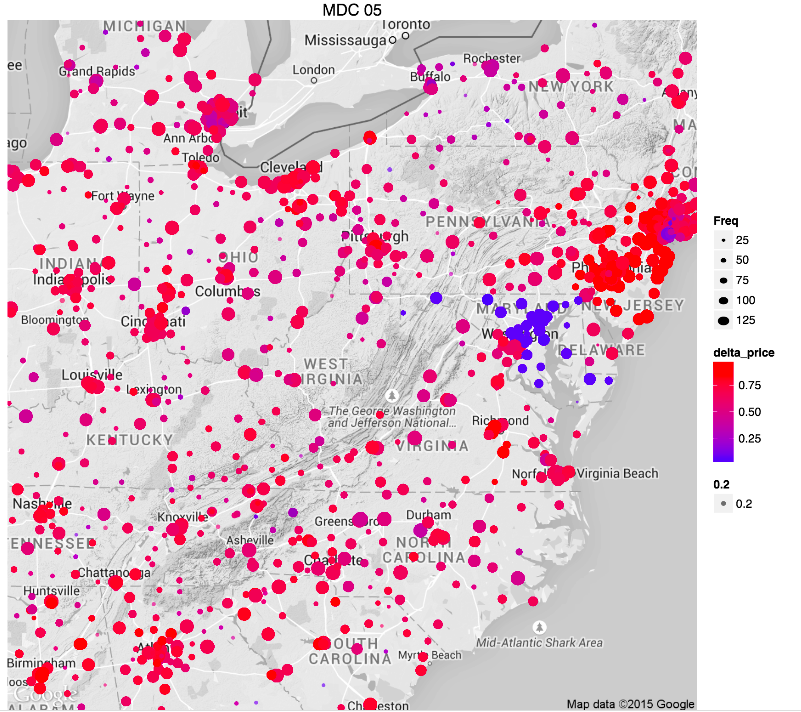 MDC 05
MICHIGAN
Toronto
Mississauga
Rochester
London
Grand Rapids
Buffalo
NEW YORK
Ann Arbo
Toledo
Cleveland
Fort Wayne
PENNSYLVANIA
Pittsburgh
OHIO
INDIAN
Indianapolis
Columbus
NEW JERSEY
MARYLAND
Bloomington
Cincinnati
DELAWARE
WEST
VIRGINIA
Louisville
Lexington
The George Washington
and Jefferson National...
Richmond
KENTUCKY
VIRGINIA
Norfolk
Virginia Beach
Nashville
Knoxville
Greensboro
Durham
TENNESSEE
Asheville
NORTH
CAROLINA
Charlotte
Chattanooga
Huntsville
SOUTH
CAROLINA
Mid-Atlantic Shark Area
Myrtle Beach
Birmingham
Google
ALABAMA
Charleston
Map data ©2015 Google
Freq
25
50
75
100
125
delta_price
0.75
0.50
0.25
0.2
0.2